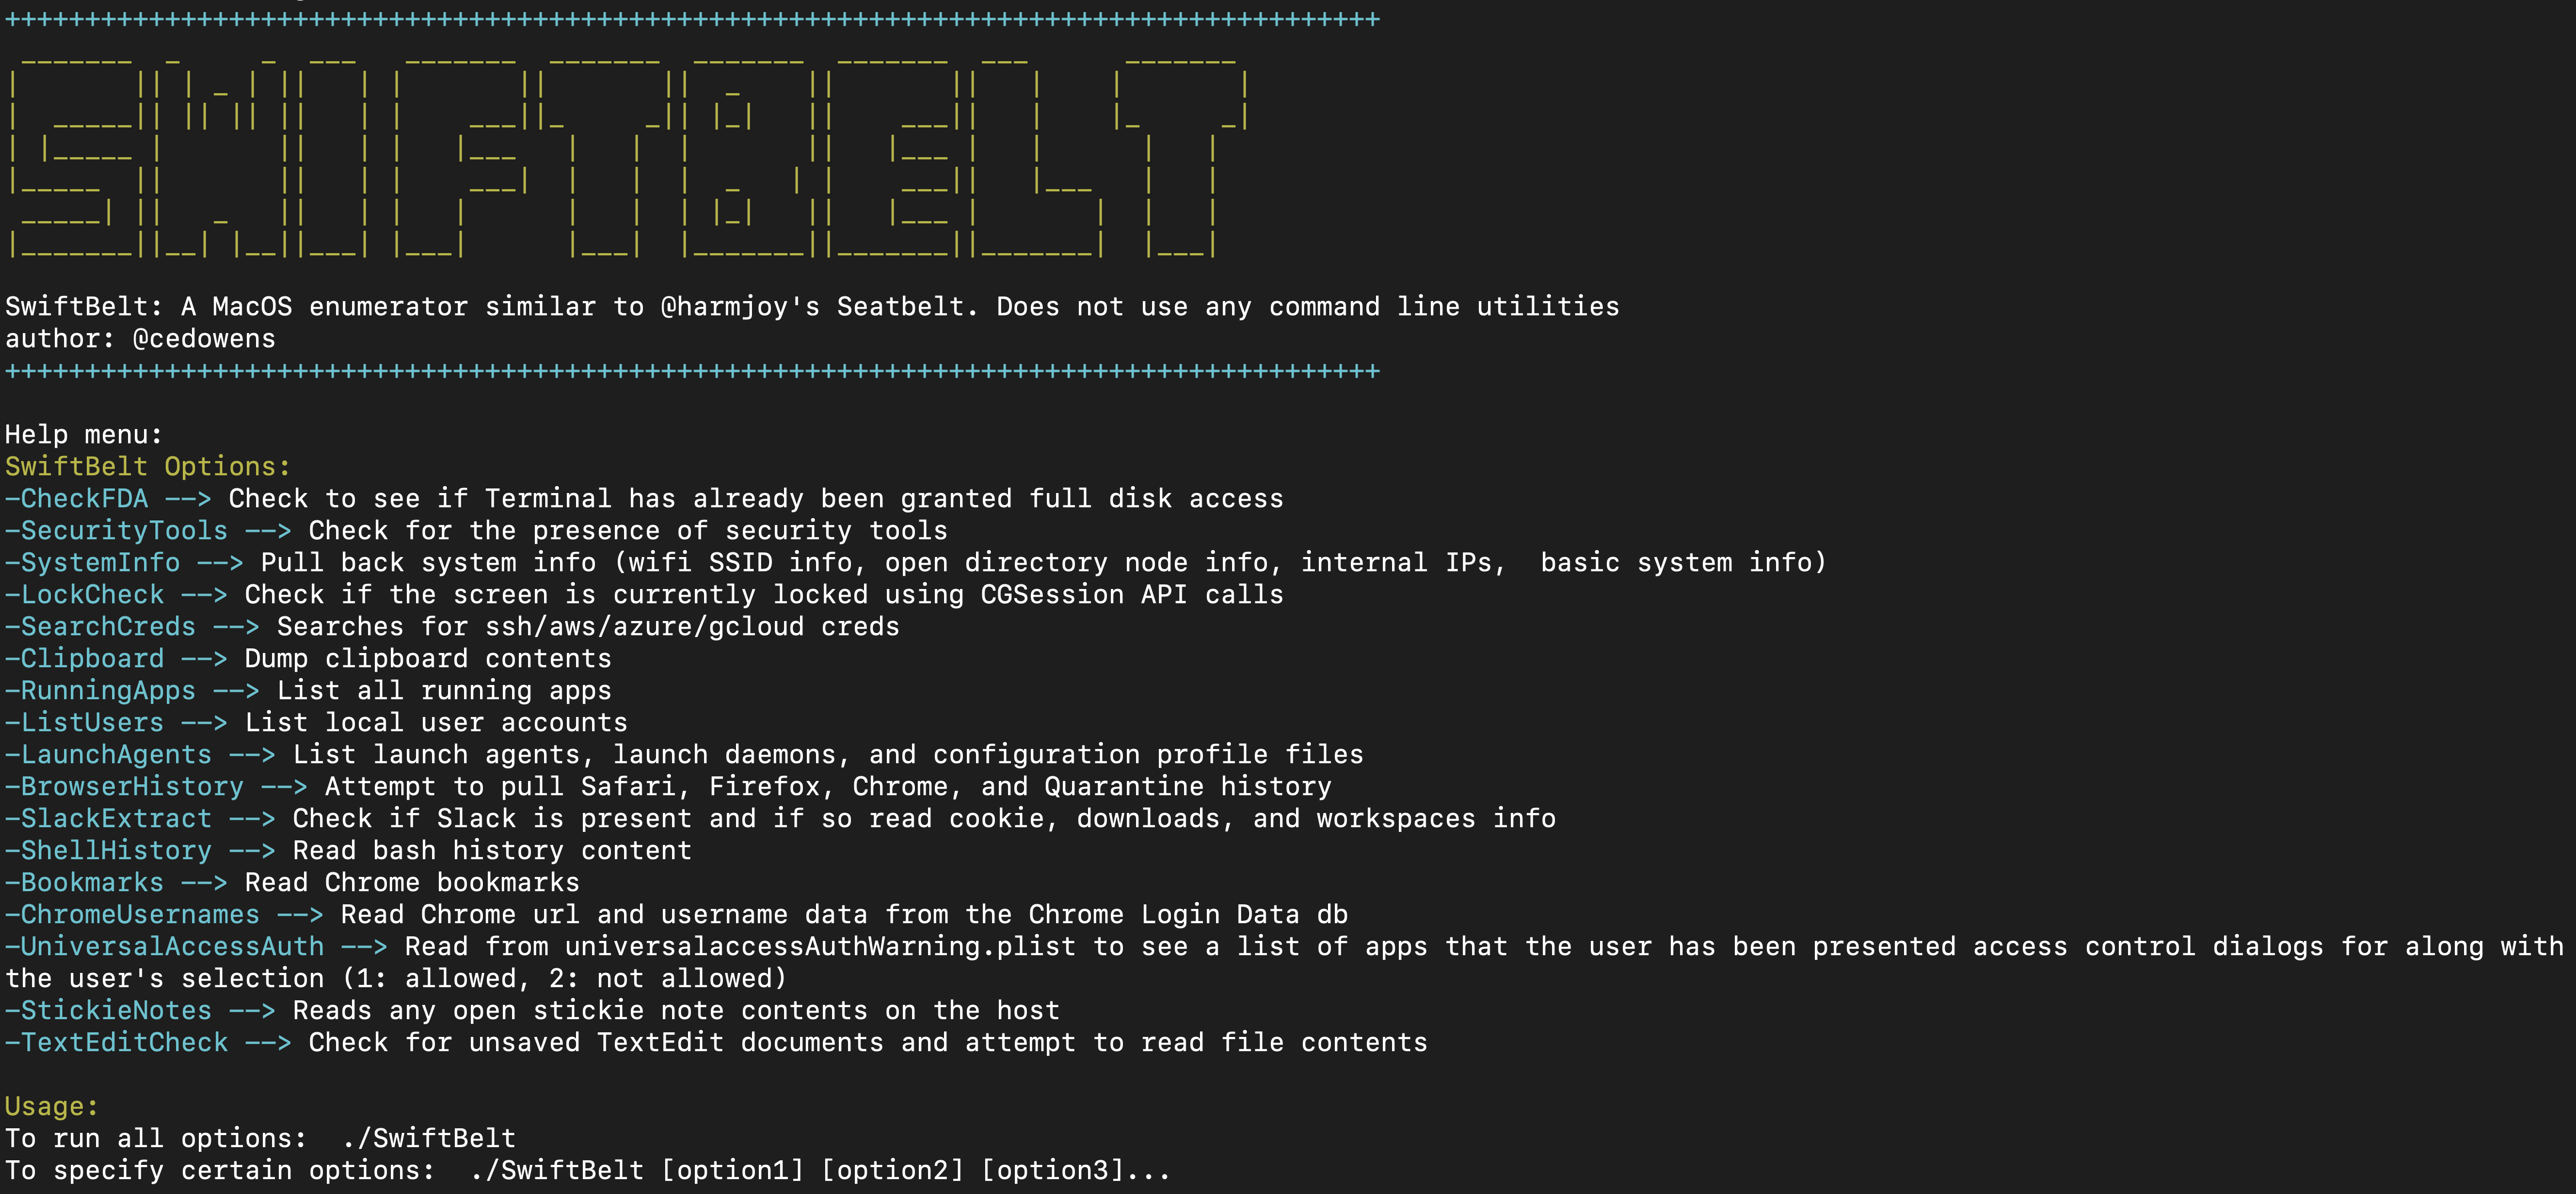 ++++++++++++++++++++++++++++++++++++++++++++++++++++++++++++++++++++++++++++++++++++++
SWIFTBELT
SwiftBelt: A MacOS enumerator similar to @harmjoy's Seatbelt. Does not use any command line utilities
author: @cedowens
++++++++++++++++++++++++++++++++++++++++++++++++++++++++++++++++++++++++++++++++++++++
Help menu:
SwiftBelt Options:
-CheckFDA --> Check to see if Terminal has already been granted full disk access
-SecurityTools --> Check for the presence of security tools
-SystemInfo --> Pull back system info (wifi SSID info, open directory node info, internal IPs,  basic system info)
-LockCheck --> Check if the screen is currently locked using CGSession API calls
-SearchCreds --> Searches for ssh/aws/azure/gcloud creds
-Clipboard --> Dump clipboard contents
-RunningApps --> List all running apps
-ListUsers --> List local user accounts
-LaunchAgents --> List launch agents, launch daemons, and configuration profile files
-BrowserHistory --> Attempt to pull Safari, Firefox, Chrome, and Quarantine history
-SlackExtract --> Check if Slack is present and if so read cookie, downloads, and workspaces info
-ShellHistory --> Read bash history content
-Bookmarks --> Read Chrome bookmarks
-ChromeUsernames --> Read Chrome url and username data from the Chrome Login Data db
-UniversalAccessAuth --> Read from universalaccessAuthWarning.plist to see a list of apps that the user has been presented access control dialogs for along with
the user's selection (1: allowed, 2: not allowed)
-StickieNotes --> Reads any open stickie note contents on the host
-TextEditCheck --> Check for unsaved TextEdit documents and attempt to read file contents
Usage:
To run all options:  ./SwiftBelt
To specify certain options:  ./SwiftBelt [option1] [option2] [option3]...